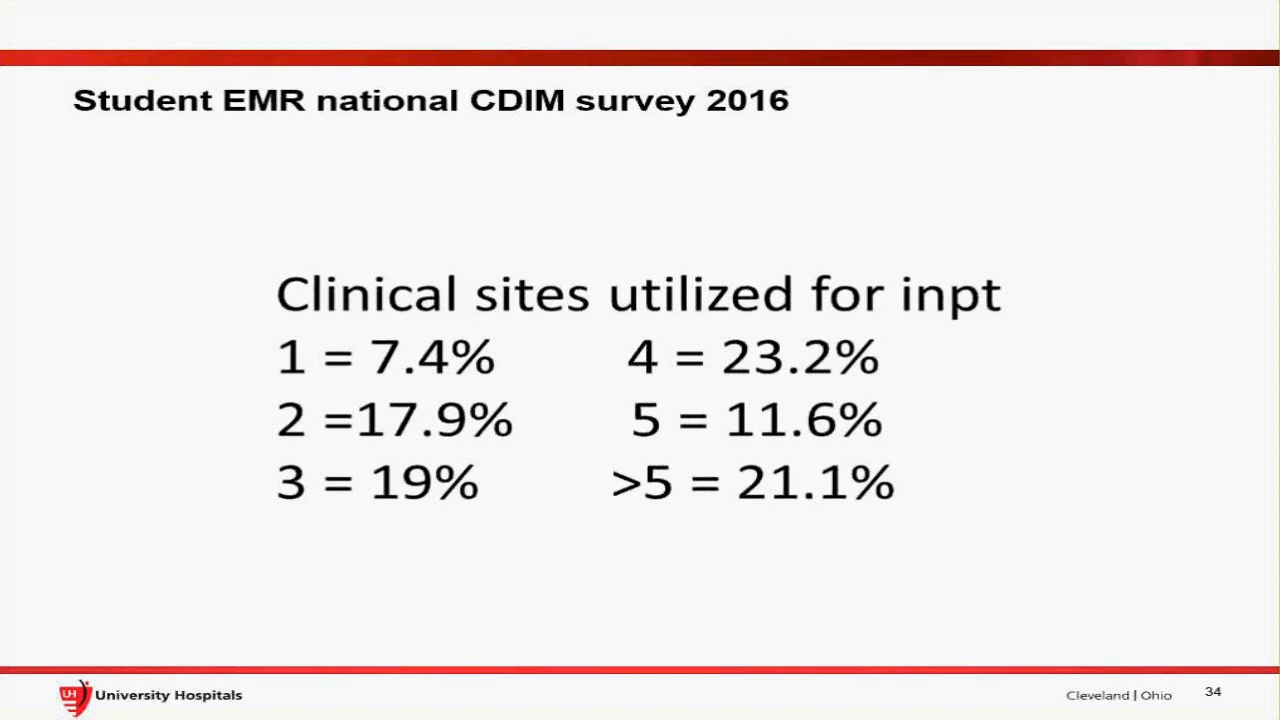 Student EMR national CDIM survey 2016
Clinical sites utilized for inpt
1 = 7.4% 4 = 23.2%
2 =17.9% 5 = 11.6%
3 = 19% >5 = 21.1%
UH University Hospitals
Cleveland | Ohio 34